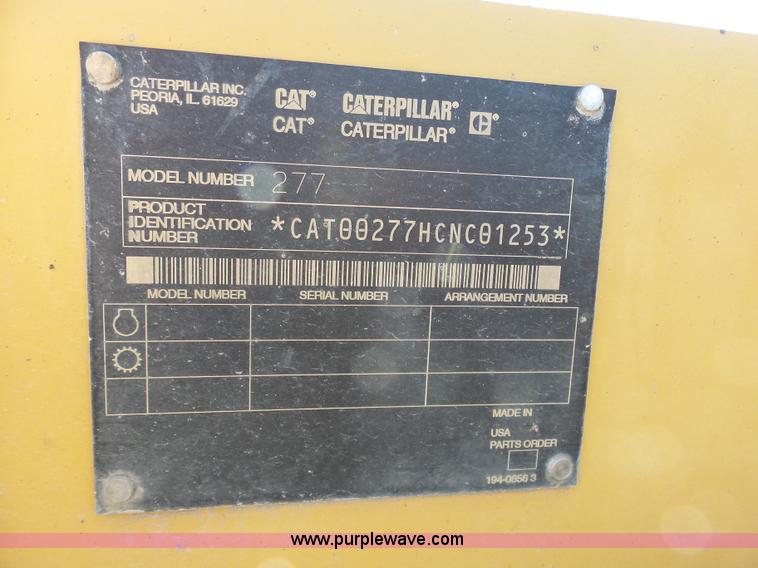 CATERPILLAR INC.
PEORIA, IL. 61629
USA
CAT® CATERPILLAR®
CAT® CATERPILLAR® C®
MODEL NUMBER 277
PRODUCT
IDENTIFICATION
NUMBER *CAT00277HCNC01253*
MODEL NUMBER SERIAL NUMBER ARRANGEMENT NUMBER
MADE IN
USA
PARTS ORDER
194-0856 3
www.purplewave.com